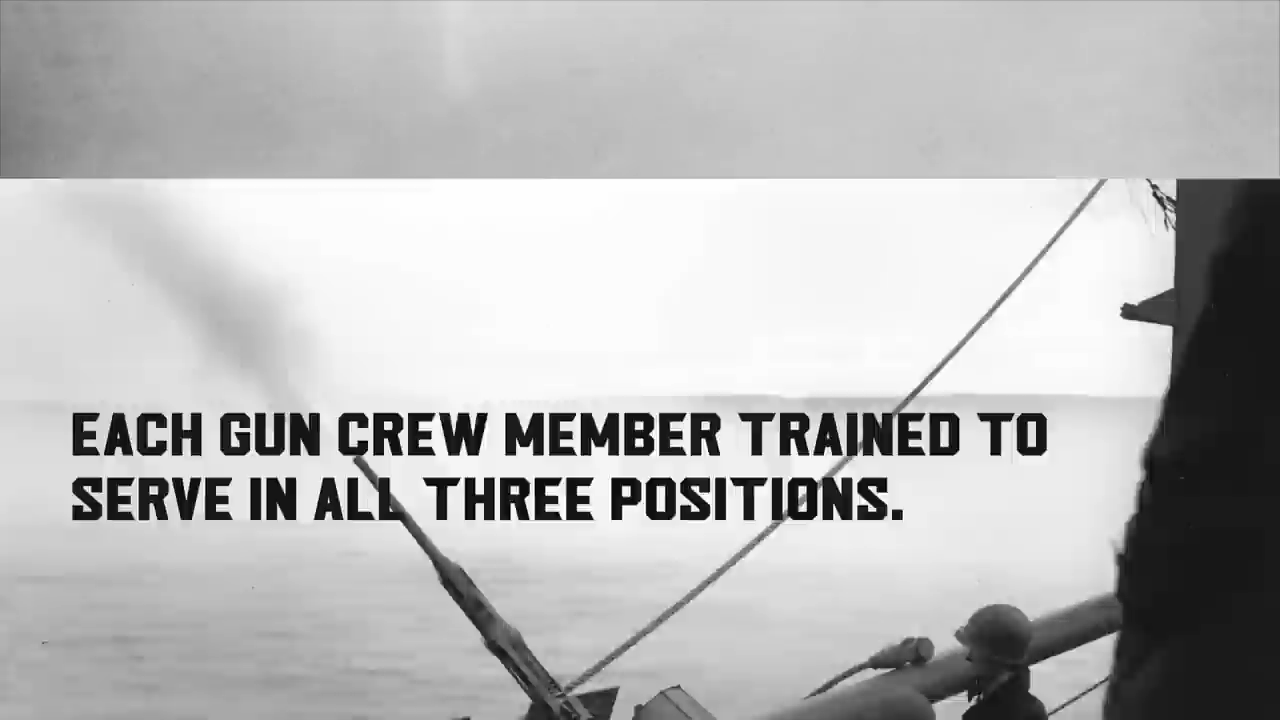 EACH GUN CREW MEMBER TRAINED TO
SERVE IN ALL THREE POSITIONS.